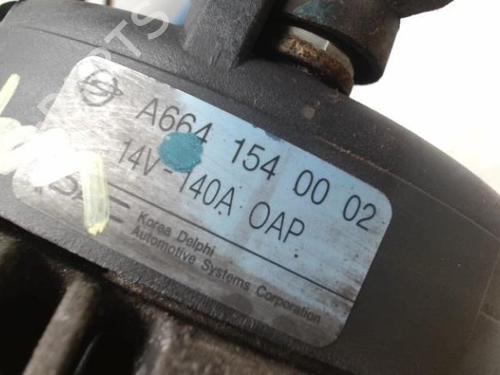 A664 154 00 02
14V-140A OAP
Korea Delphi
Automotive Systems Corporation